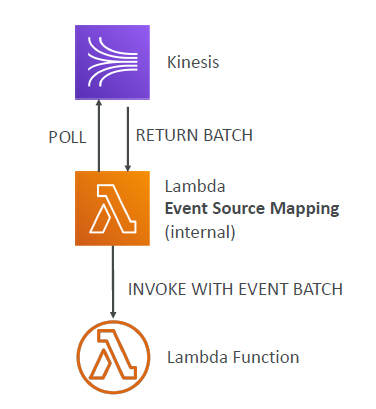 Kinesis
POLL
RETURN BATCH
Lambda
Event Source Mapping
(internal)
INVOKE WITH EVENT BATCH
Lambda Function